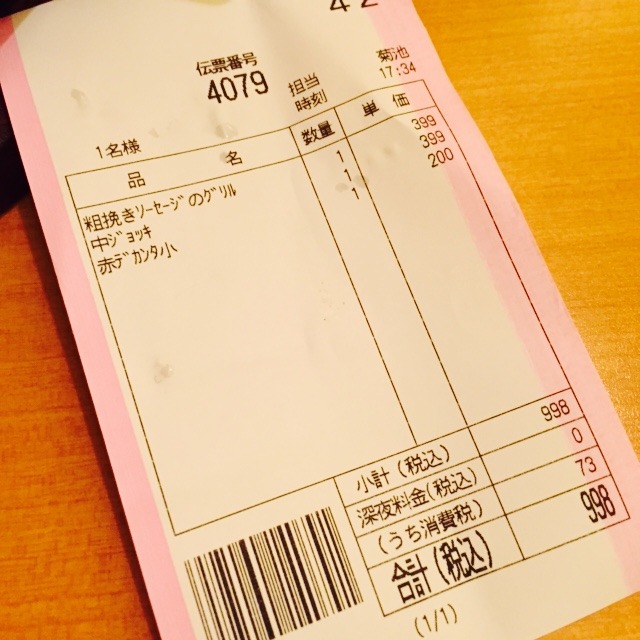 42
伝票番号
4079
担当 菊池
時刻 17:34
1名様
品 名 数量 単 価
粗挽きｿｰｾｰｼﾞのｸﾞﾘﾙ 1 399
中ｼﾞｮｯｷ 1 399
赤ﾃﾞｶﾝﾀ小 1 200
小計(税込) 998
深夜料金(税込) 0
(うち消費税) 73
合計(税込) 998
(1/1)